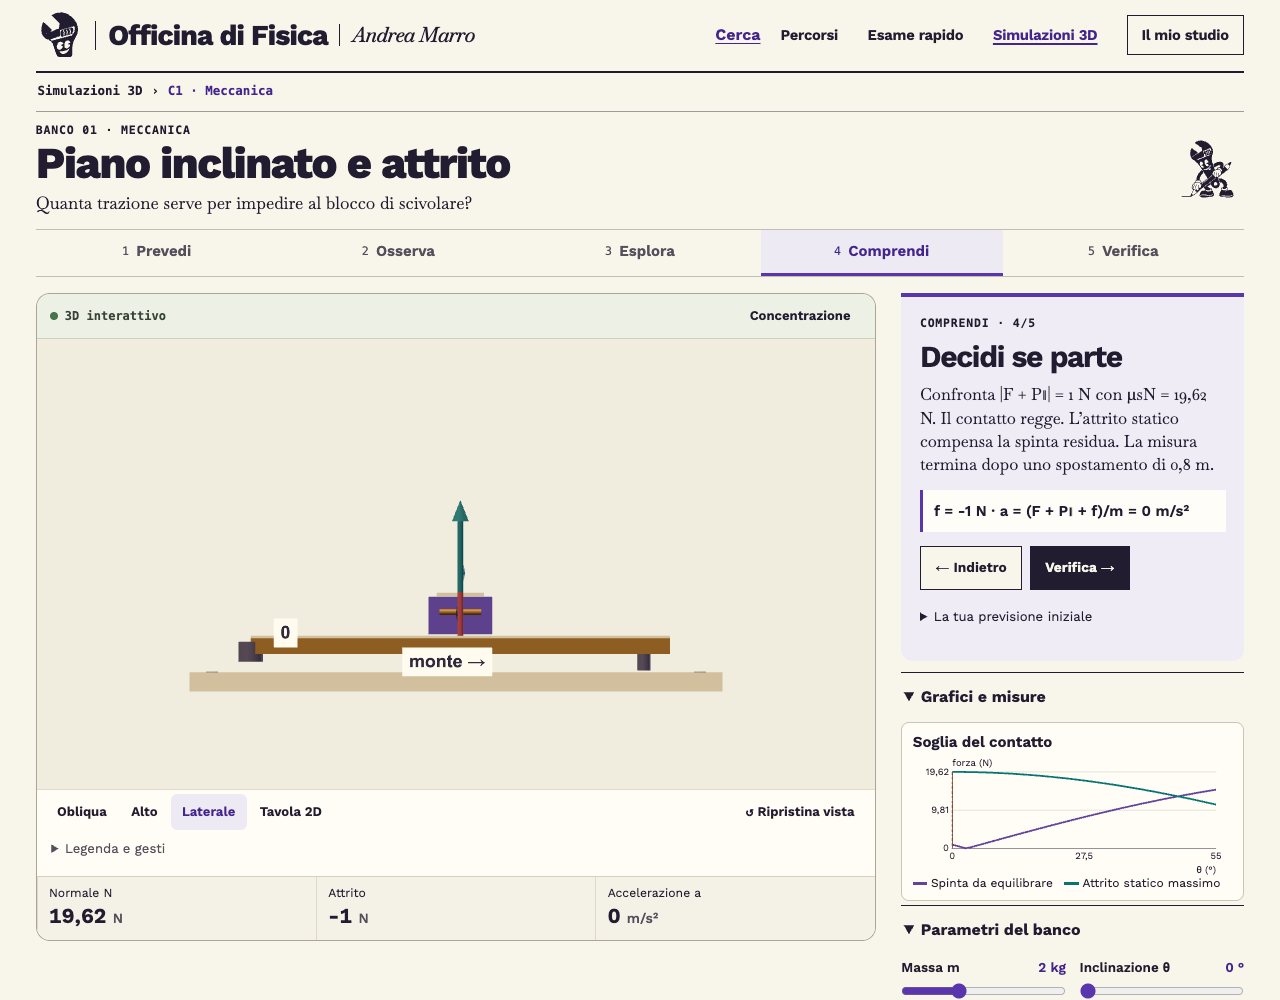 Officina di Fisica
Andrea Marro
Cerca
Percorsi
Esame rapido
Simulazioni 3D
Il mio studio
Simulazioni 3D › C1 · Meccanica
BANCO 01 · MECCANICA
Piano inclinato e attrito
Quanta trazione serve per impedire al blocco di scivolare?
1 Prevedi
2 Osserva
3 Esplora
4 Comprendi
5 Verifica
3D interattivo
Concentrazione
0
monte →
Obliqua
Alto
Laterale
Tavola 2D
↺ Ripristina vista
▶ Legenda e gesti
Normale N
19,62 N
Attrito
-1 N
Accelerazione a
0 m/s²
COMPRENDI · 4/5
Decidi se parte
Confronta |F + P∥| = 1 N con μsN = 19,62
N. Il contatto regge. L’attrito statico
compensa la spinta residua. La misura
termina dopo uno spostamento di 0,8 m.
f = -1 N · a = (F + P∥ + f)/m = 0 m/s²
← Indietro
Verifica →
▶ La tua previsione iniziale
▼ Grafici e misure
Soglia del contatto
forza (N)
19,62
9,81
0
0
27,5
55
θ (°)
Spinta da equilibrare
Attrito statico massimo
▼ Parametri del banco
Massa m
2 kg
Inclinazione θ
0 °